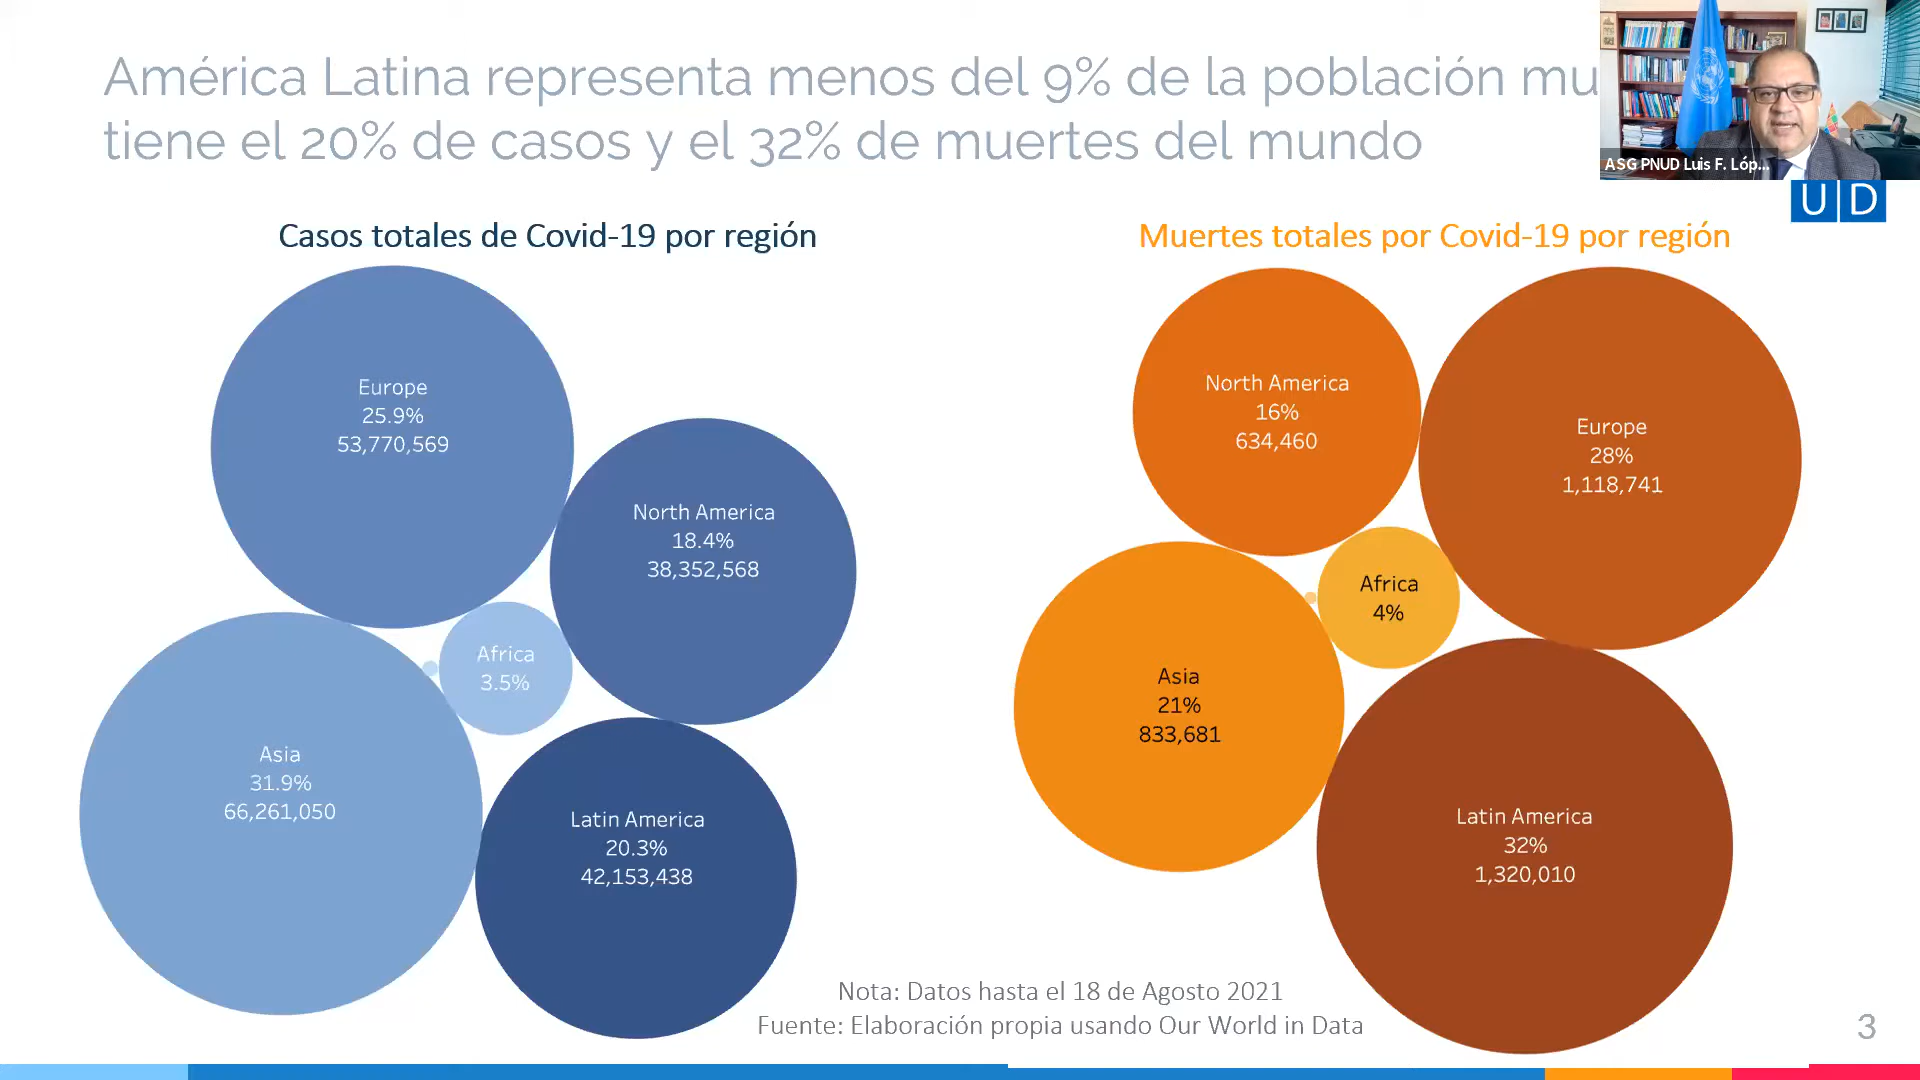 América Latina representa menos del 9% de la población mu
tiene el 20% de casos y el 32% de muertes del mundo
ASG PNUD Luis F. Lóp...
U D
Casos totales de Covid-19 por región
Europe
25.9%
53,770,569
North America
18.4%
38,352,568
Africa
3.5%
Asia
31.9%
66,261,050
Latin America
20.3%
42,153,438
Muertes totales por Covid-19 por región
North America
16%
634,460
Europe
28%
1,118,741
Africa
4%
Asia
21%
833,681
Latin America
32%
1,320,010
Nota: Datos hasta el 18 de Agosto 2021
Fuente: Elaboración propia usando Our World in Data
3